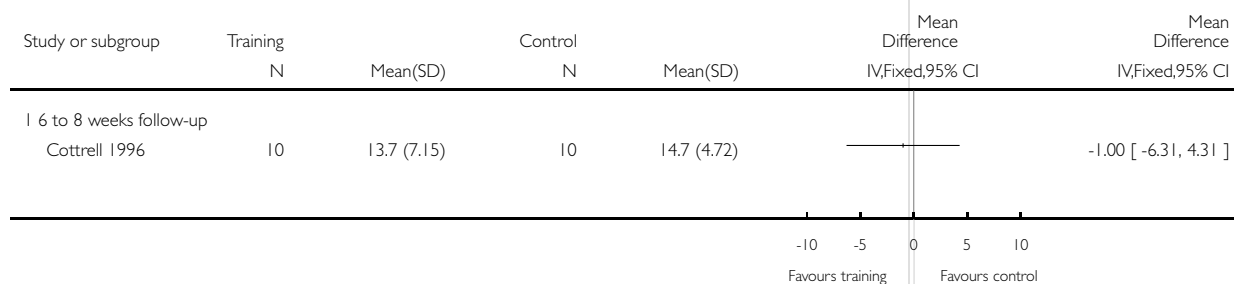 Study or subgroup Training Control Mean Difference Mean Difference
N Mean(SD) N Mean(SD) IV,Fixed,95% CI IV,Fixed,95% CI
1 6 to 8 weeks follow-up
Cottrell 1996 10 13.7 (7.15) 10 14.7 (4.72) -1.00 [ -6.31, 4.31 ]
-10 -5 0 5 10
Favours training Favours control